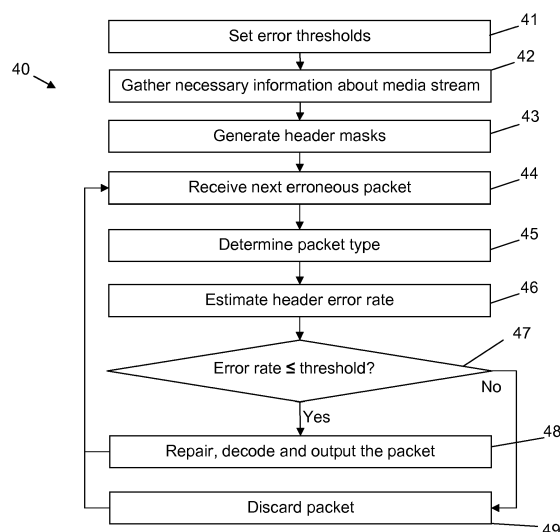 41
Set error thresholds
42
40
Gather necessary information about media stream
43
Generate header masks
44
Receive next erroneous packet
45
Determine packet type
46
Estimate header error rate
47
Error rate ≤ threshold?
No
Yes
48
Repair, decode and output the packet
Discard packet
49